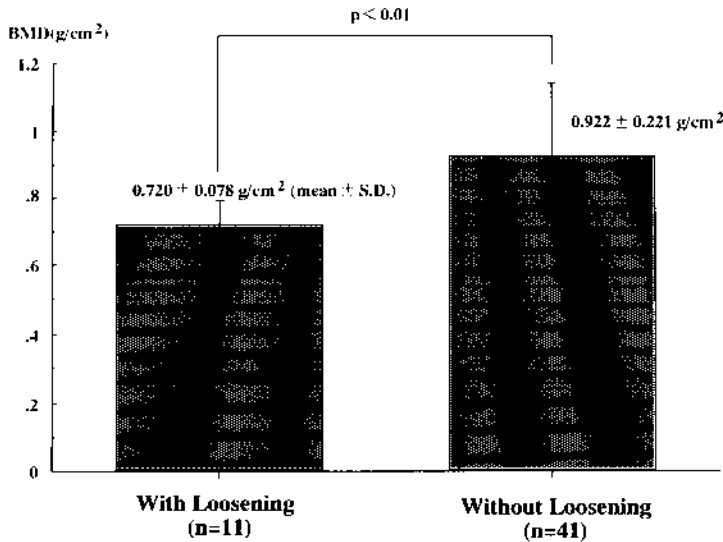 p < 0.01
BMD(g/cm²)
1.2
1
.8
.6
.4
.2
0
0.720 ± 0.078 g/cm² (mean ± S.D.)
0.922 ± 0.221 g/cm²
With Loosening
(n=11)
Without Loosening
(n=41)